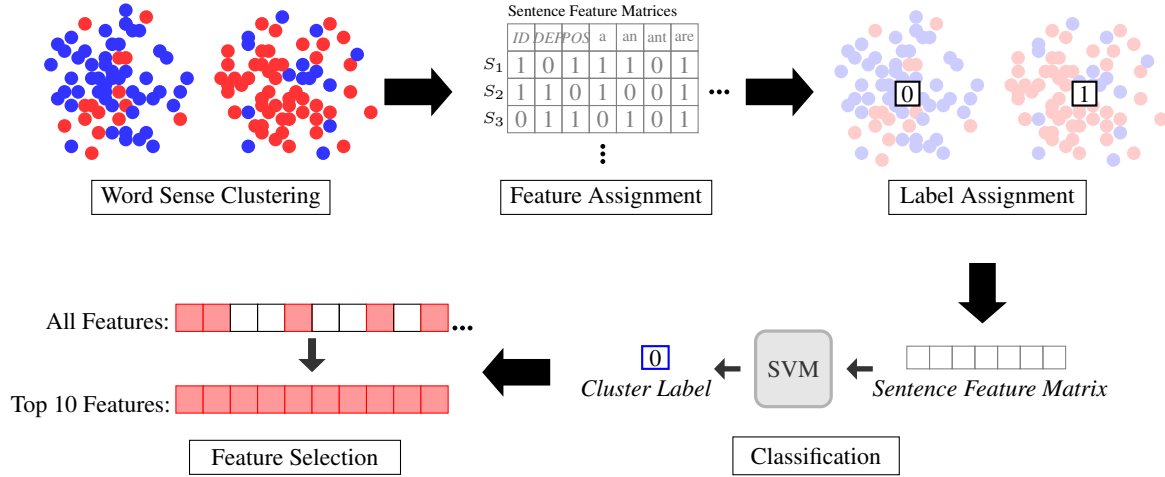 Sentence Feature Matrices
ID DEP POS a an ant are
S1 1 0 1 1 1 0 1
S2 1 1 0 1 0 0 1
S3 0 1 1 0 1 0 1
...
0
1
Word Sense Clustering
Feature Assignment
Label Assignment
All Features:
...
Top 10 Features:
Feature Selection
0
Cluster Label
SVM
Sentence Feature Matrix
Classification